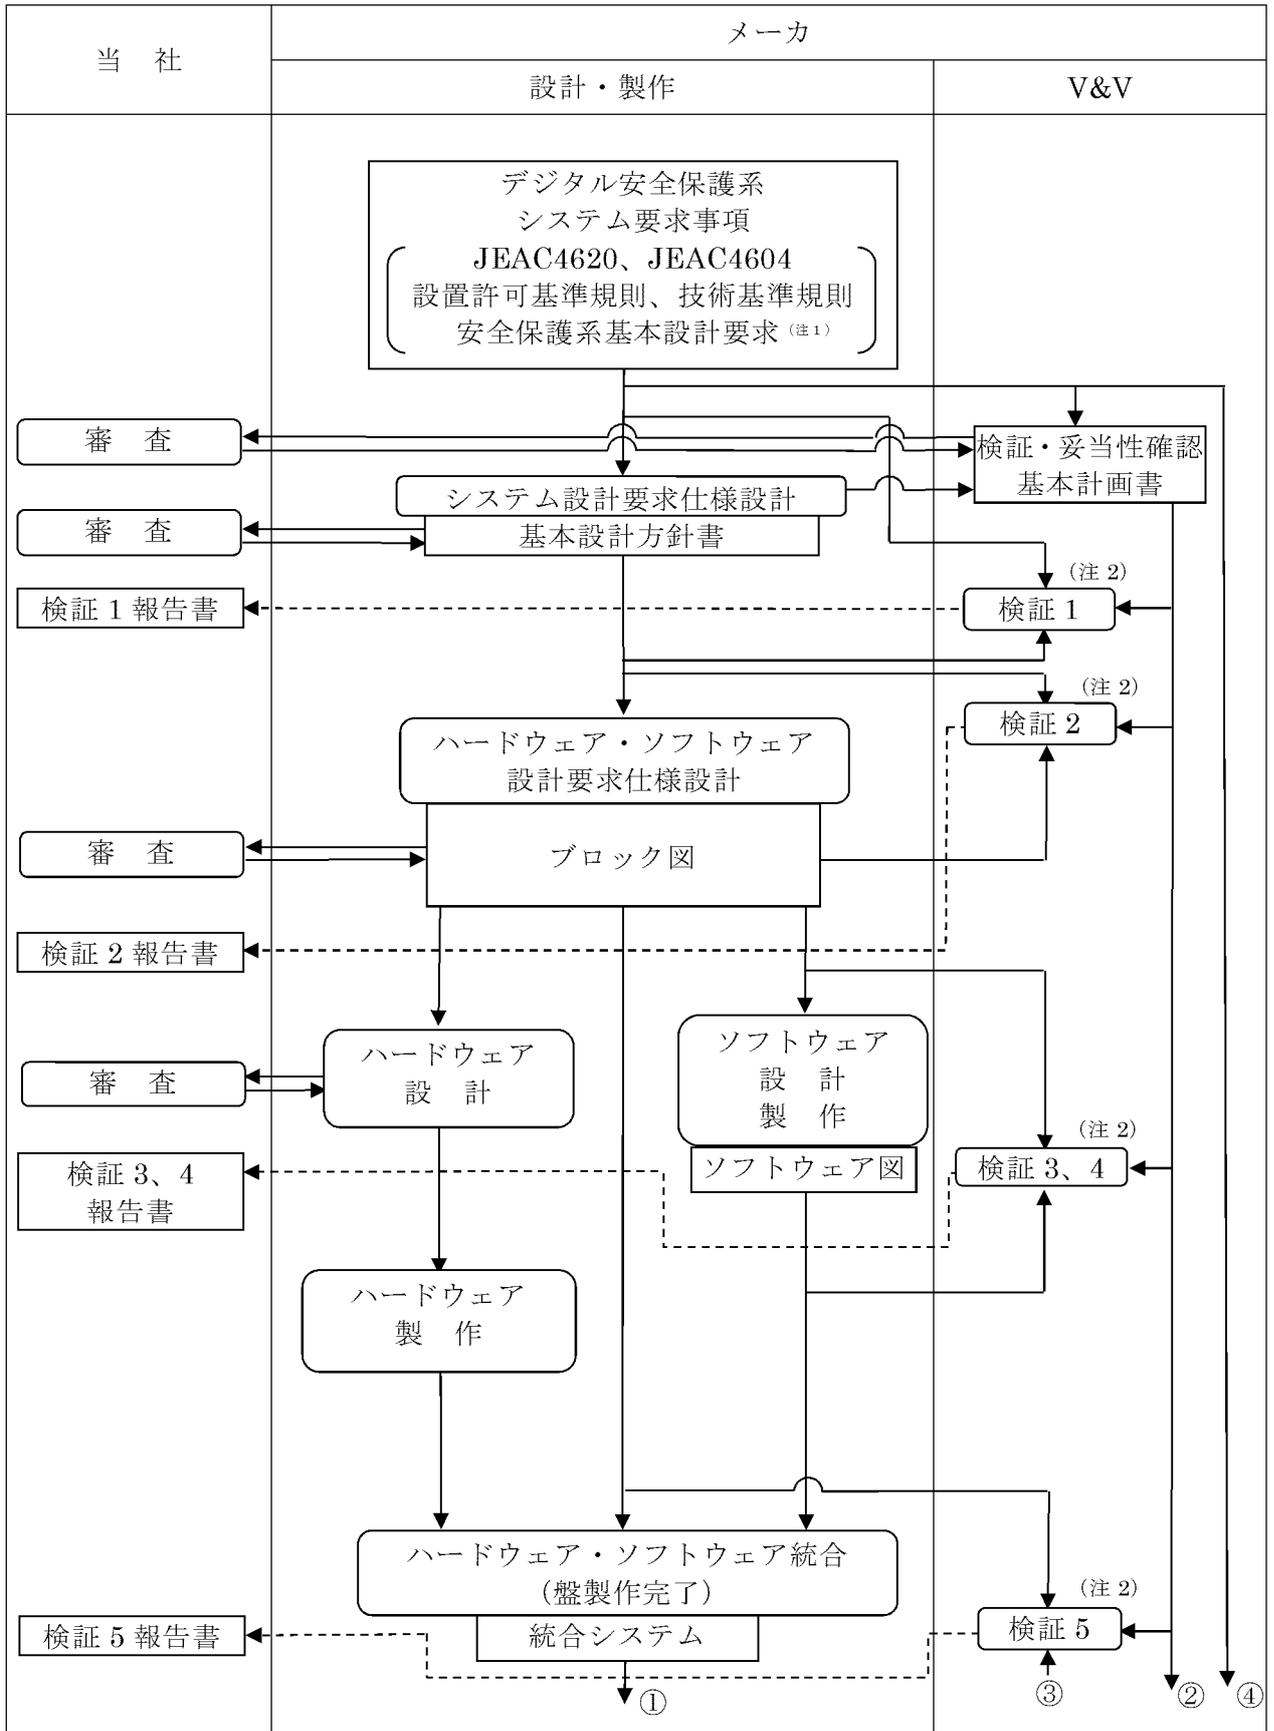 当　社
メーカ
設計・製作
V&V
デジタル安全保護系
システム要求事項
JEAC4620、JEAC4604
設置許可基準規則、技術基準規則
安全保護系基本設計要求（注１）
審　査
検証・妥当性確認
基本計画書
システム設計要求仕様設計
審　査
基本設計方針書
（注 2）
検証 1 報告書
検証 1
（注 2）
検証 2
ハードウェア・ソフトウェア
設計要求仕様設計
審　査
ブロック図
検証 2 報告書
ハードウェア
設　計
ソフトウェア
設　計
製　作
審　査
（注 2）
検証 3、4
報告書
ソフトウェア図
検証 3、4
ハードウェア
製　作
ハードウェア・ソフトウェア統合
（盤製作完了）
（注 2）
検証 5 報告書
統合システム
検証 5
①
③
②
④